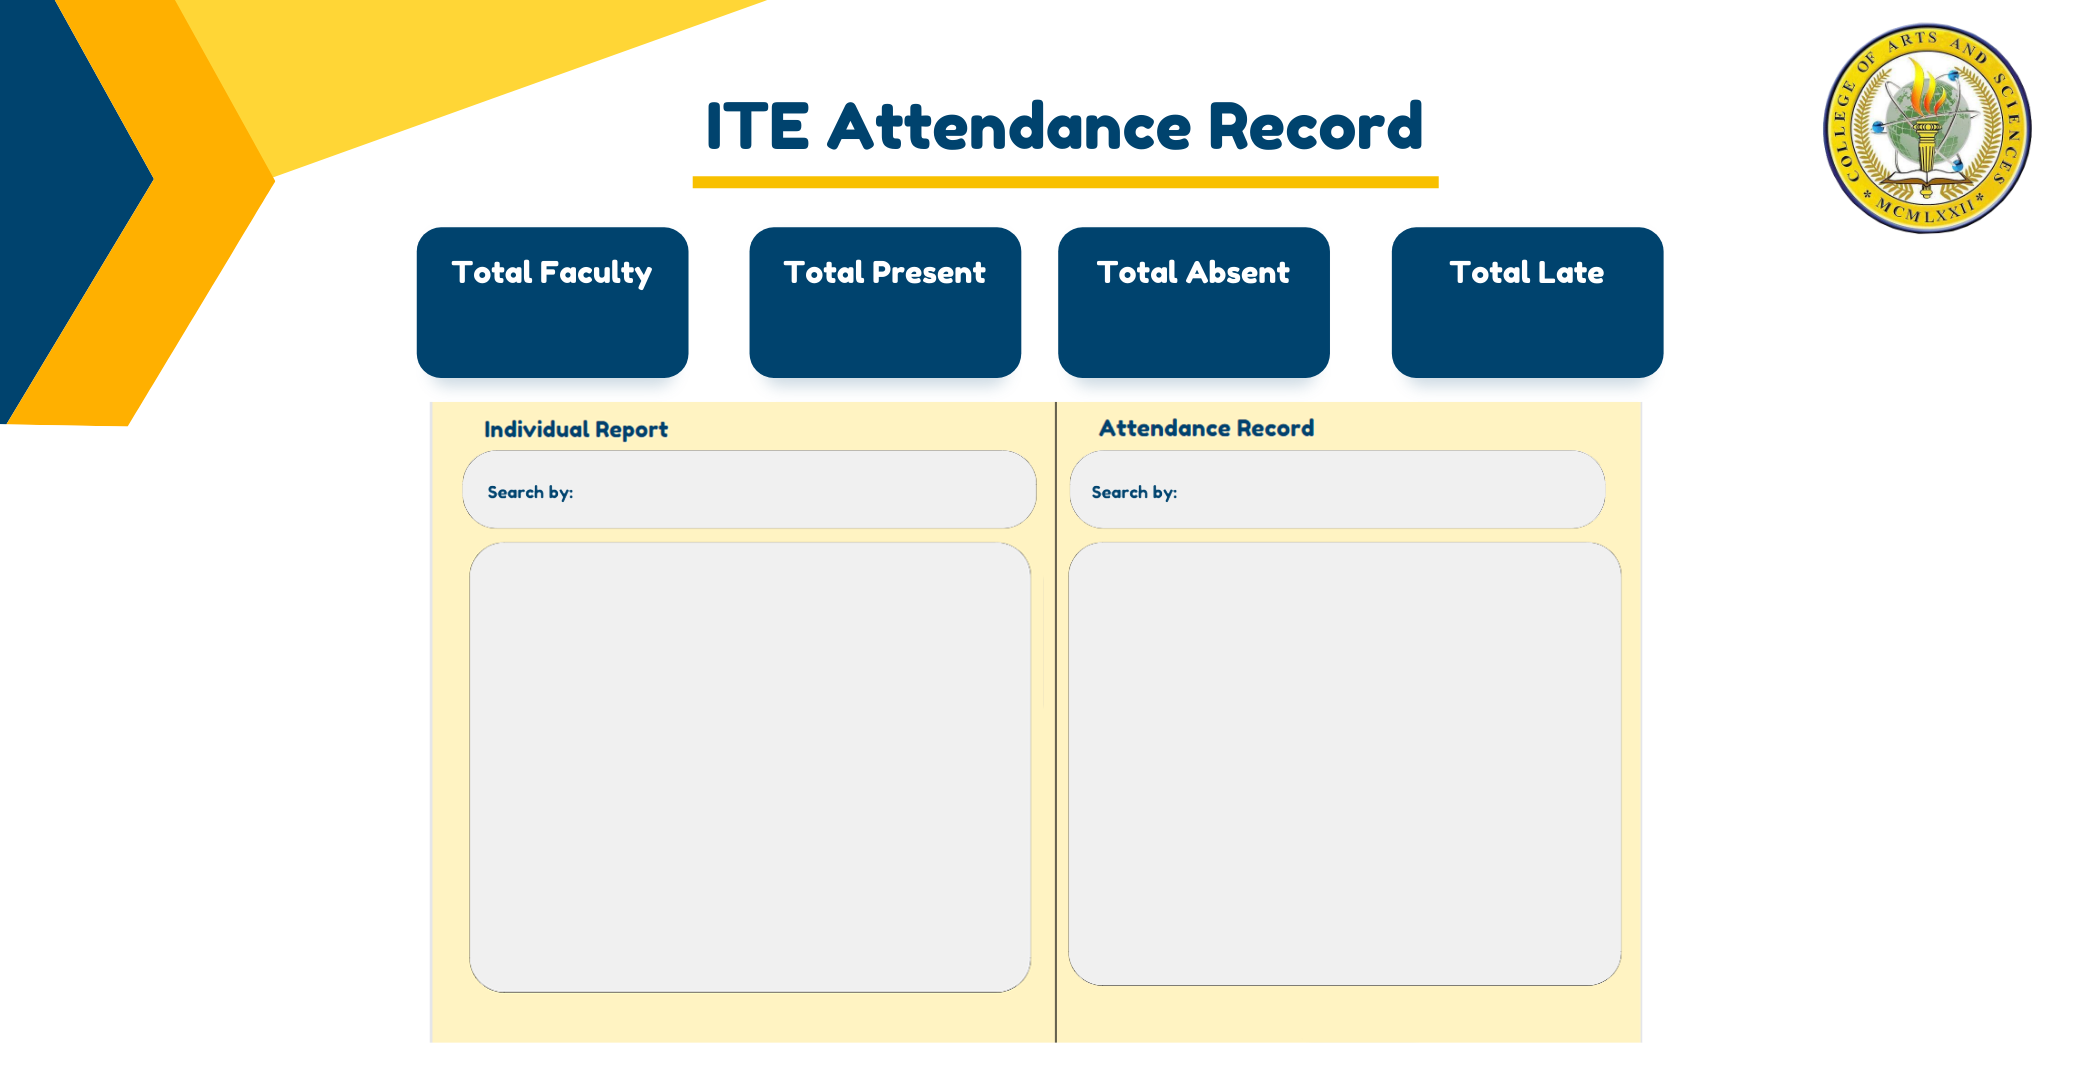 ITE Attendance Record
COLLEGE OF ARTS AND SCIENCES
* MCMLXXII *
Total Faculty
Total Present
Total Absent
Total Late
Individual Report
Search by:
Attendance Record
Search by: